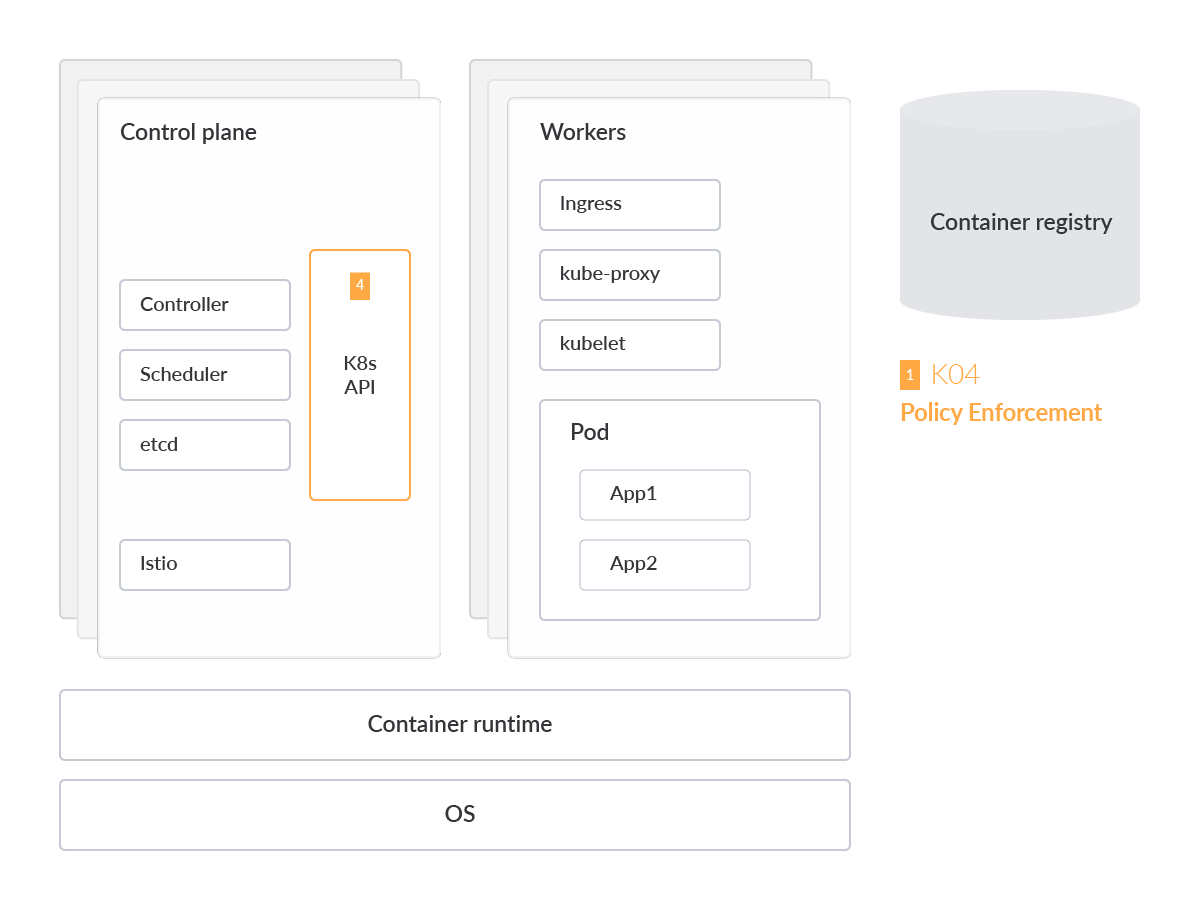 Control plane
Controller
Scheduler
etcd
Istio
4
K8s
API
Workers
Ingress
kube-proxy
kubelet
Pod
App1
App2
Container registry
1 K04
Policy Enforcement
Container runtime
OS